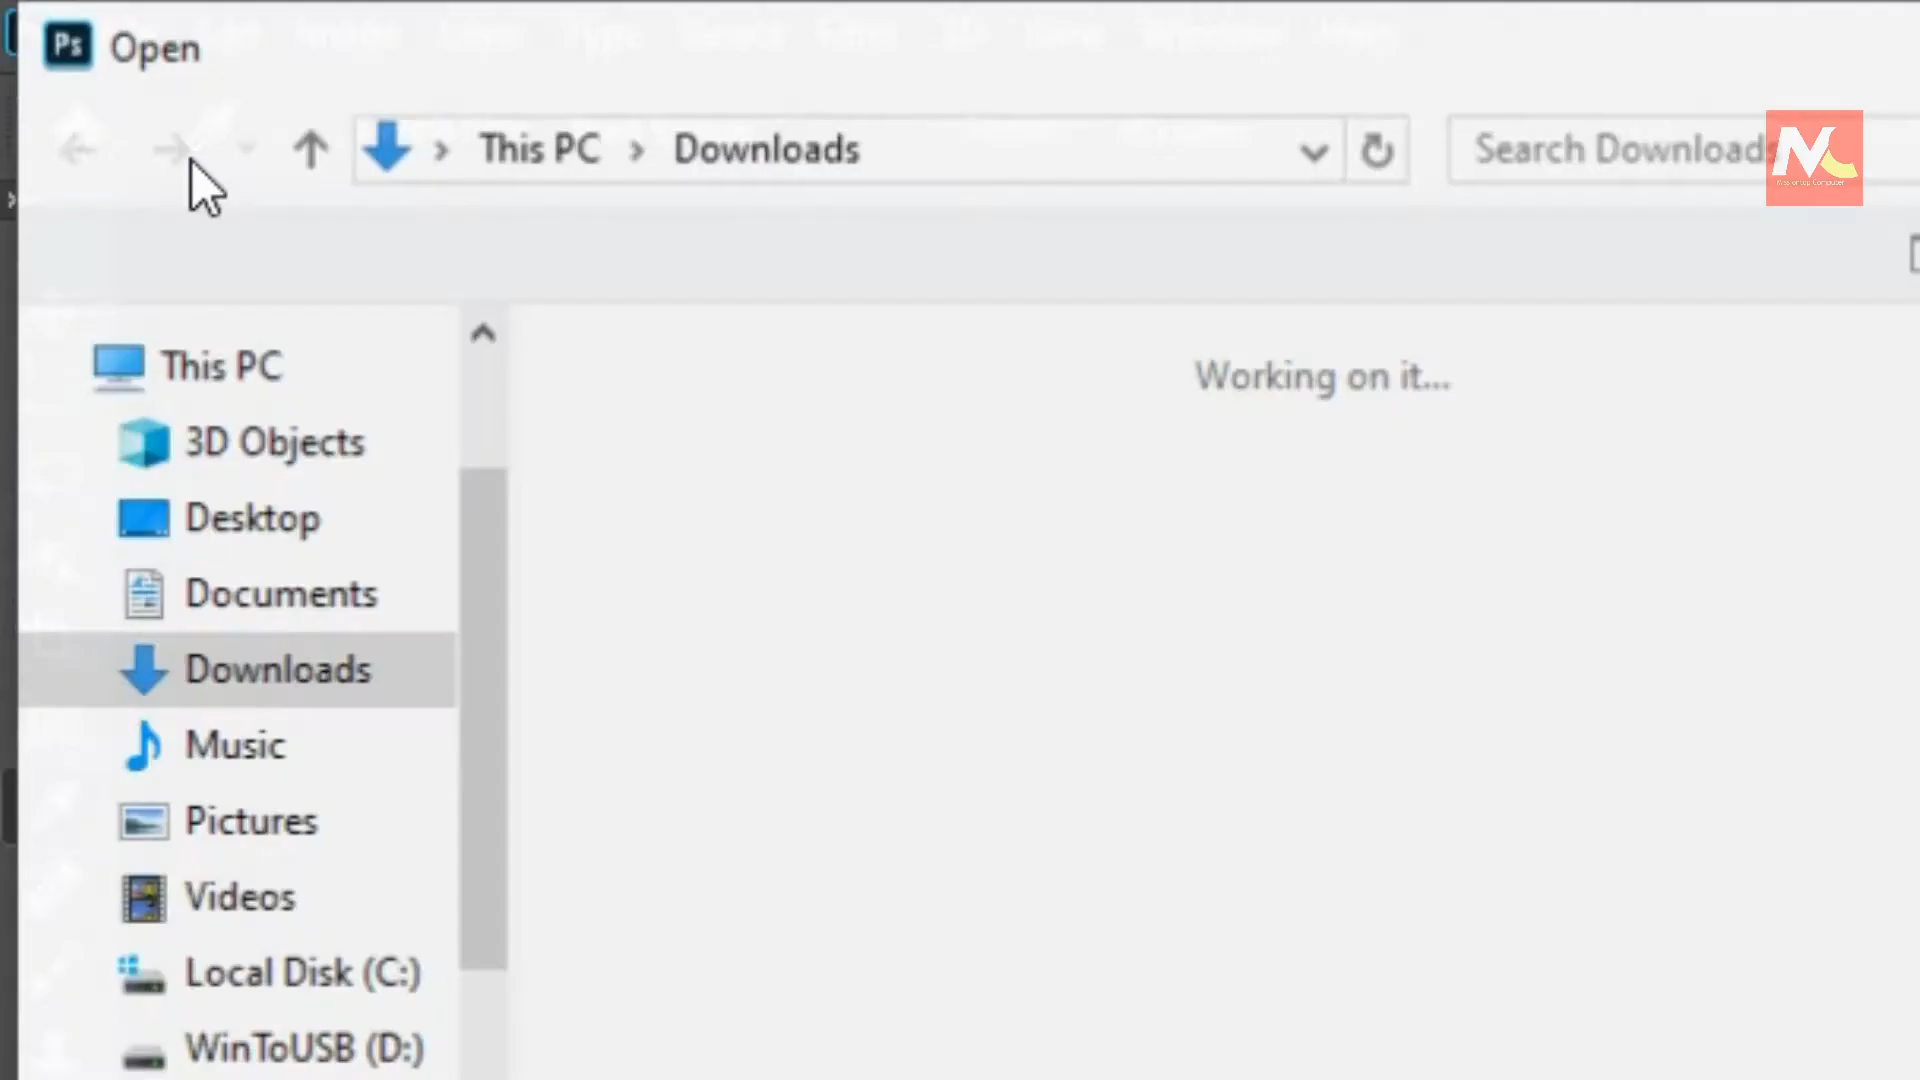 Ps Open
This PC Downloads
Search Downloads
Working on it...
This PC
3D Objects
Desktop
Documents
Downloads
Music
Pictures
Videos
Local Disk (C:)
WinToUSB (D:)